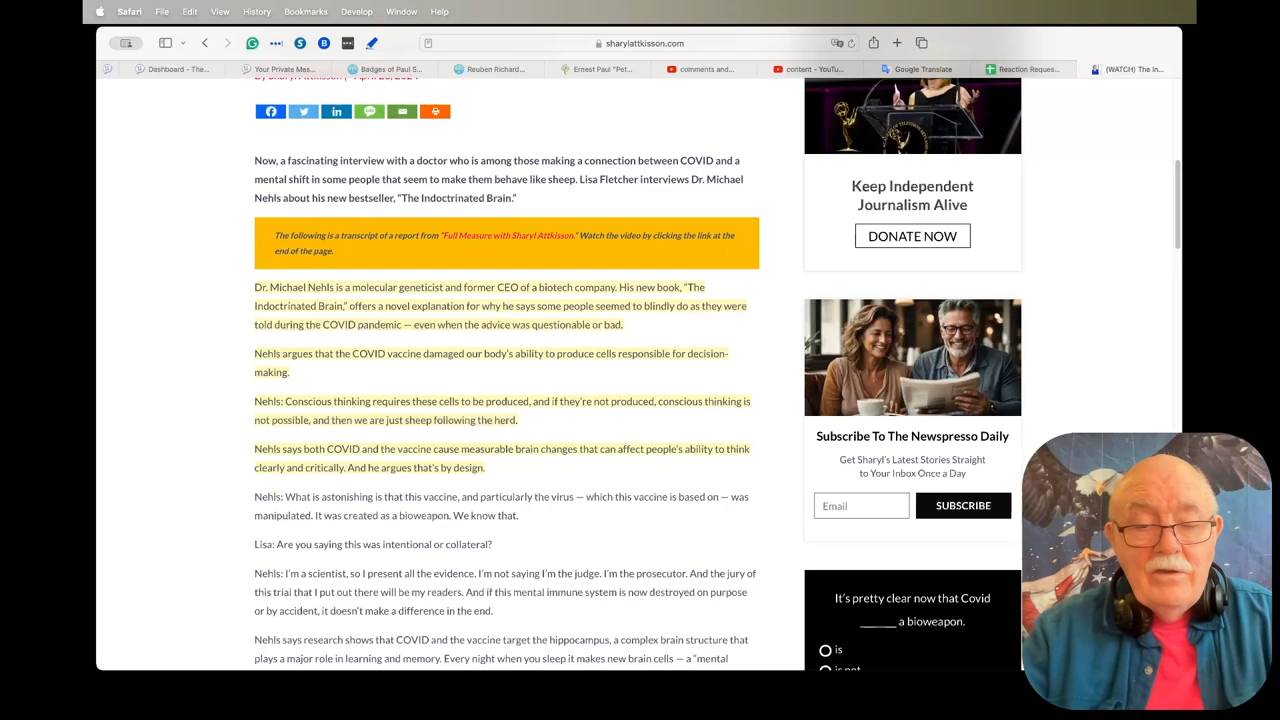 Safari File Edit View History Bookmarks Develop Window Help
sharylattkisson.com
Dashboard - The...
Your Private Mes...
Badges of Paul S...
Reuben Richard...
Ernest Paul "Pet...
comments and...
content - YouTu...
Google Translate
Reaction Reques...
(WATCH) The In...
Now, a fascinating interview with a doctor who is among those making a connection between COVID and a
mental shift in some people that seem to make them behave like sheep. Lisa Fletcher interviews Dr. Michael
Nehls about his new bestseller, “The Indoctrinated Brain.”
The following is a transcript of a report from “Full Measure with Sharyl Attkisson.” Watch the video by clicking the link at the
end of the page.
Dr. Michael Nehls is a molecular geneticist and former CEO of a biotech company. His new book, “The
Indoctrinated Brain,” offers a novel explanation for why he says some people seemed to blindly do as they were
told during the COVID pandemic — even when the advice was questionable or bad.
Nehls argues that the COVID vaccine damaged our body’s ability to produce cells responsible for decision-
making.
Nehls: Conscious thinking requires these cells to be produced, and if they’re not produced, conscious thinking is
not possible, and then we are just sheep following the herd.
Nehls says both COVID and the vaccine cause measurable brain changes that can affect people’s ability to think
clearly and critically. And he argues that’s by design.
Nehls: What is astonishing is that this vaccine, and particularly the virus — which this vaccine is based on — was
manipulated. It was created as a bioweapon. We know that.
Lisa: Are you saying this was intentional or collateral?
Nehls: I’m a scientist, so I present all the evidence. I’m not saying I’m the judge. I’m the prosecutor. And the jury of
this trial that I put out there will be my readers. And if this mental immune system is now destroyed on purpose
or by accident, it doesn’t make a difference in the end.
Nehls says research shows that COVID and the vaccine target the hippocampus, a complex brain structure that
plays a major role in learning and memory. Every night when you sleep it makes new brain cells — a “mental
Keep Independent
Journalism Alive
DONATE NOW
Subscribe To The Newspresso Daily
Get Sharyl’s Latest Stories Straight
to Your Inbox Once a Day
Email
SUBSCRIBE
It’s pretty clear now that Covid
______ a bioweapon.
is
is not